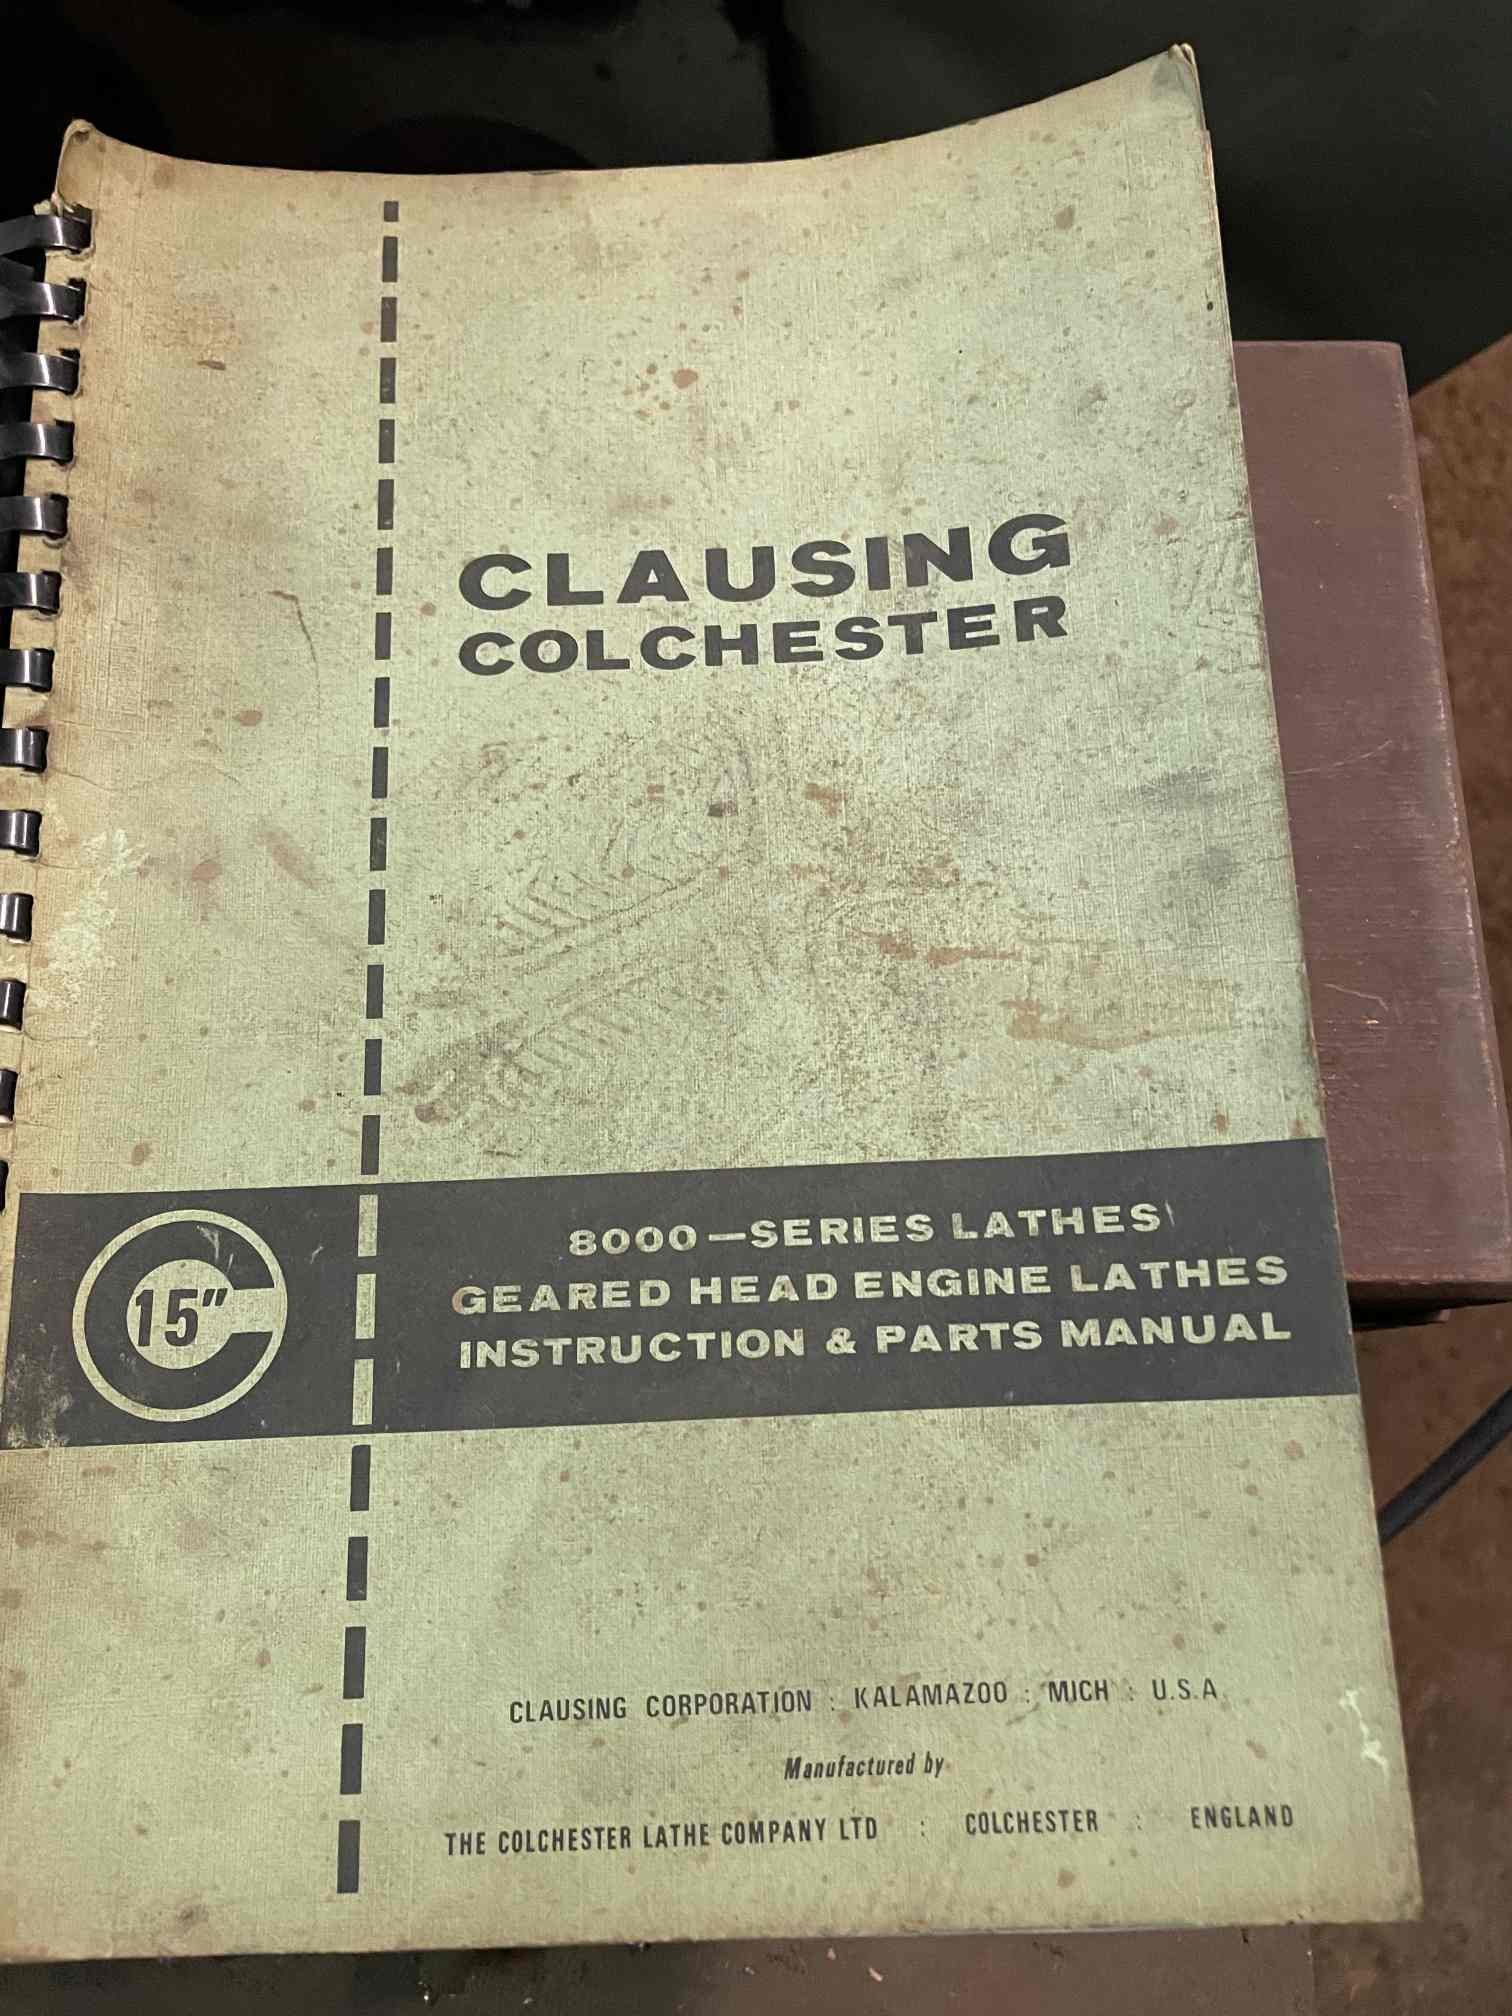 CLAUSING
COLCHESTER
15"
8000—SERIES LATHES
GEARED HEAD ENGINE LATHES
INSTRUCTION & PARTS MANUAL
CLAUSING CORPORATION : KALAMAZOO : MICH : U.S.A.
Manufactured by
THE COLCHESTER LATHE COMPANY LTD : COLCHESTER : ENGLAND